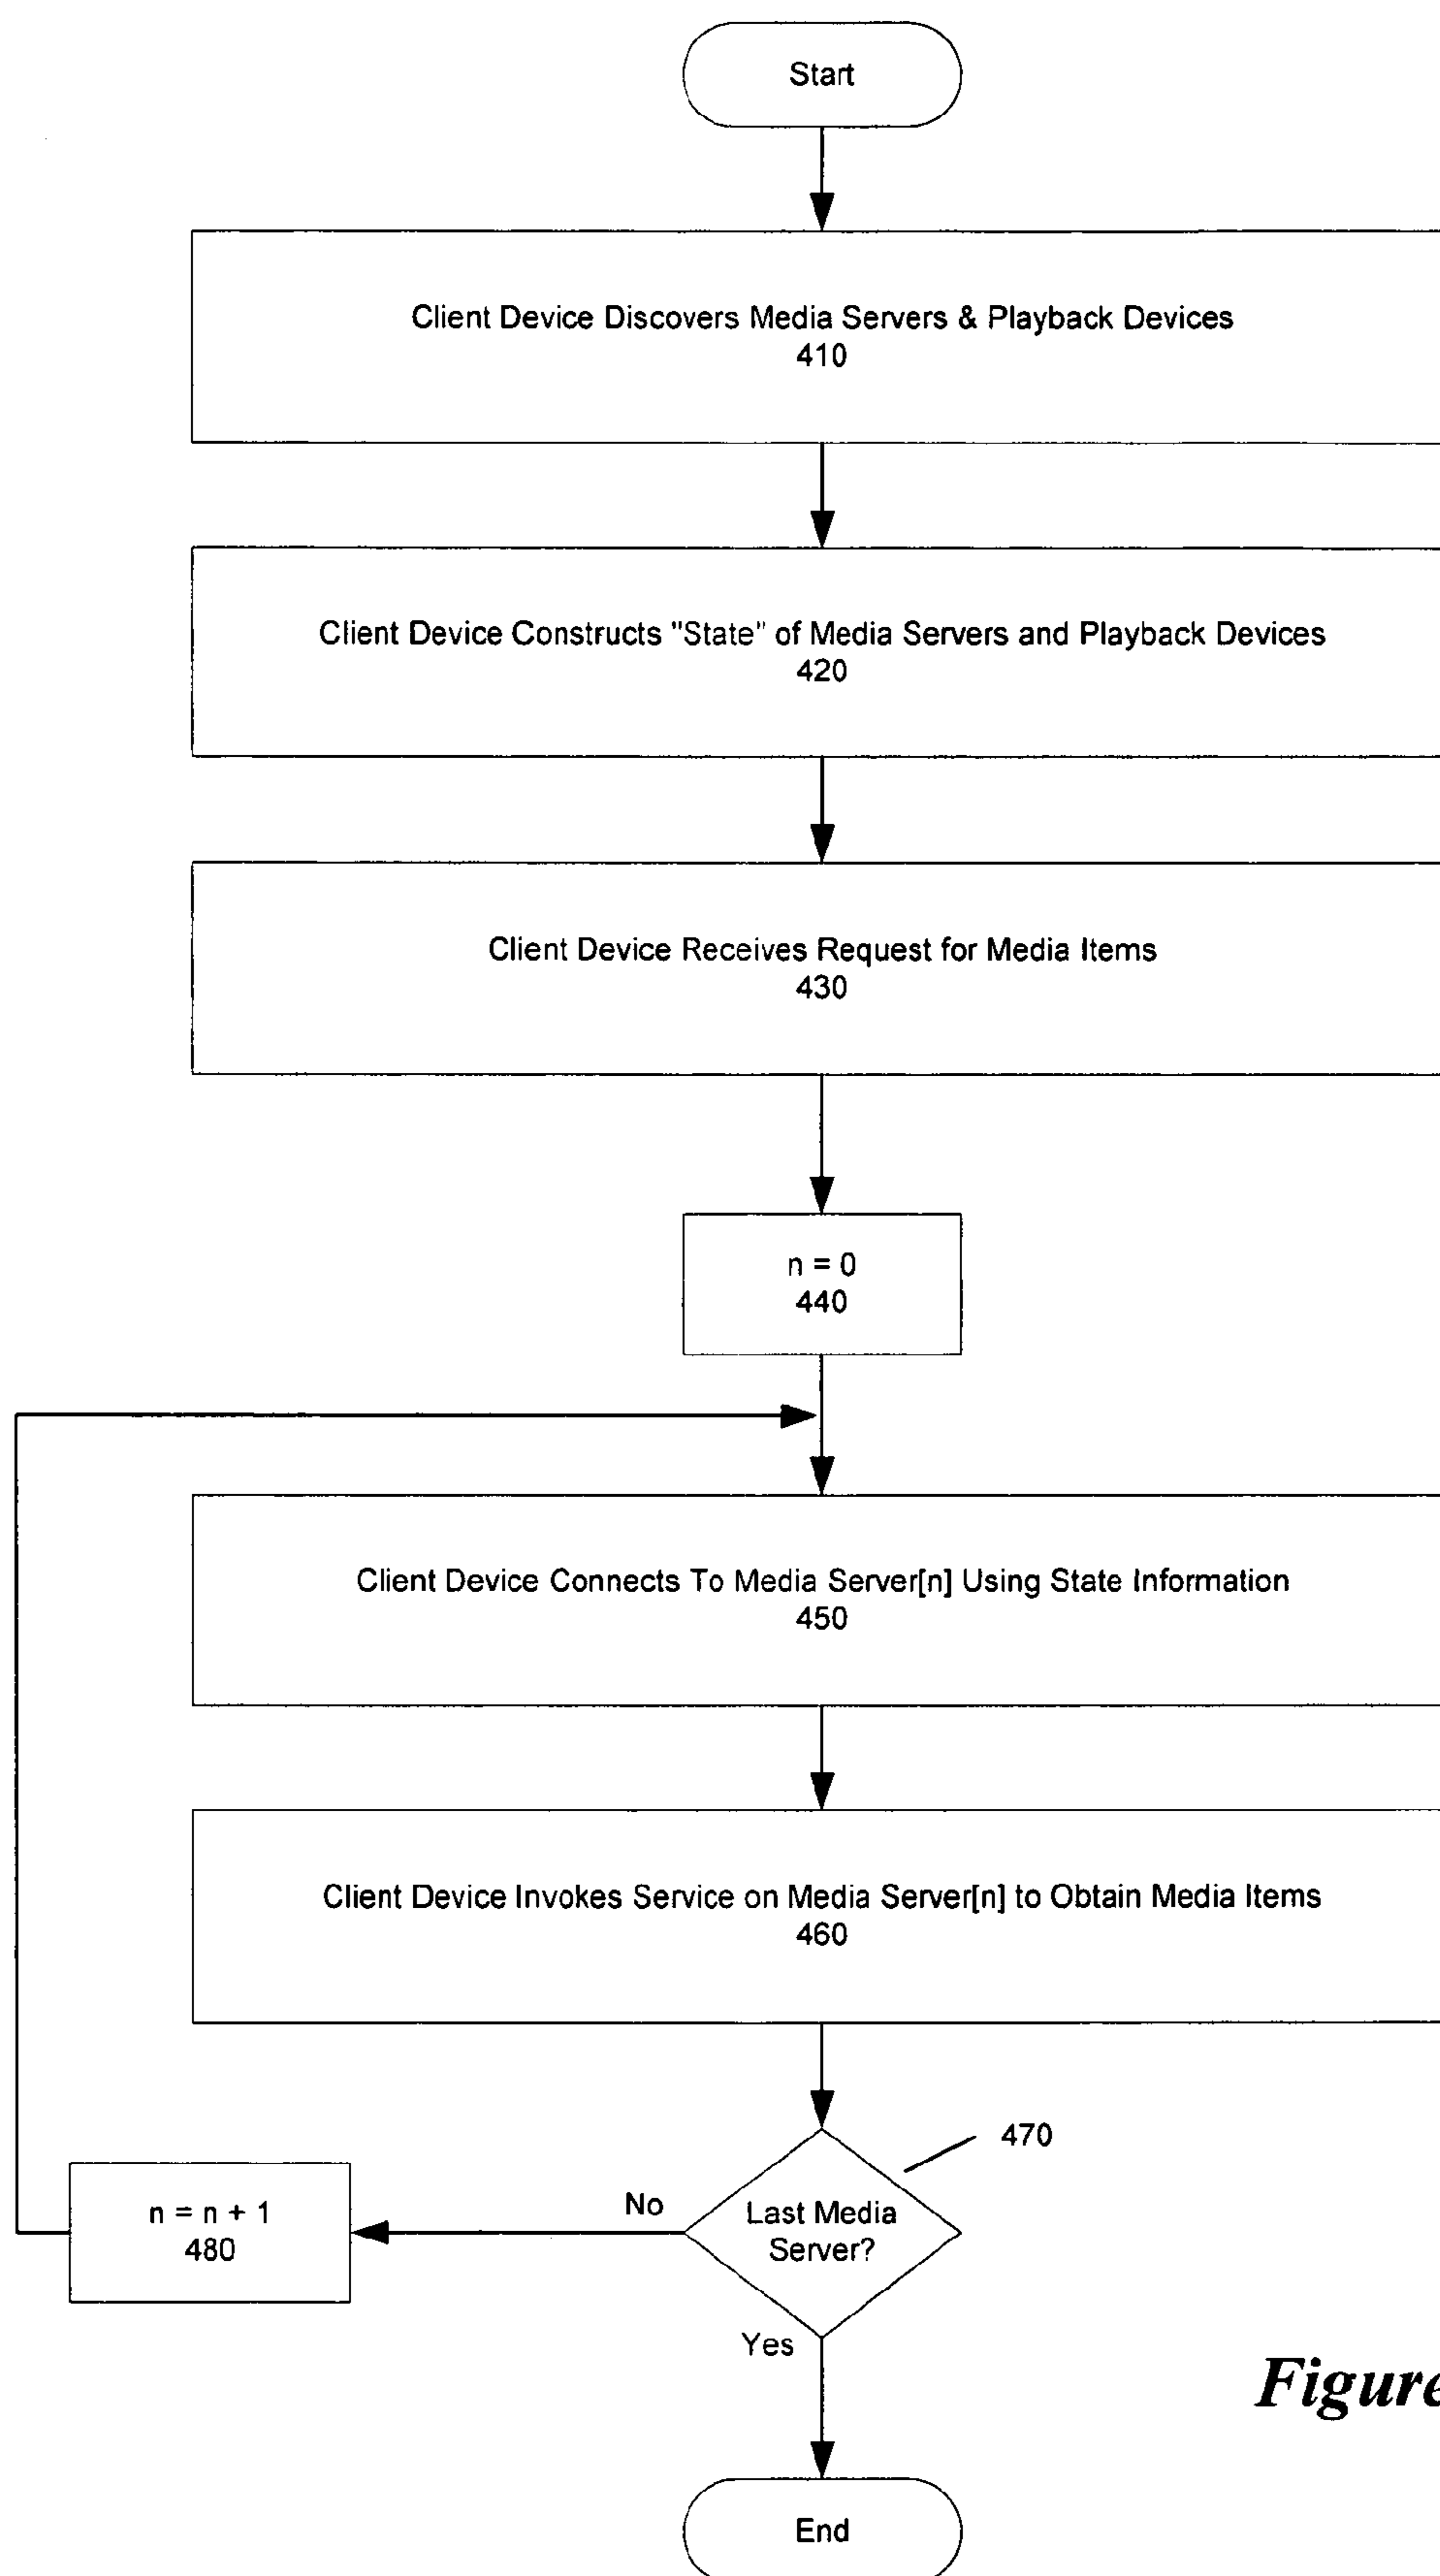 Start
Client Device Discovers Media Servers & Playback Devices
410
Client Device Constructs "State" of Media Servers and Playback Devices
420
Client Device Receives Request for Media Items
430
n = 0
440
Client Device Connects To Media Server[n] Using State Information
450
Client Device Invokes Service on Media Server[n] to Obtain Media Items
460
470
Last Media
Server?
No
n = n + 1
480
Yes
Figure
End